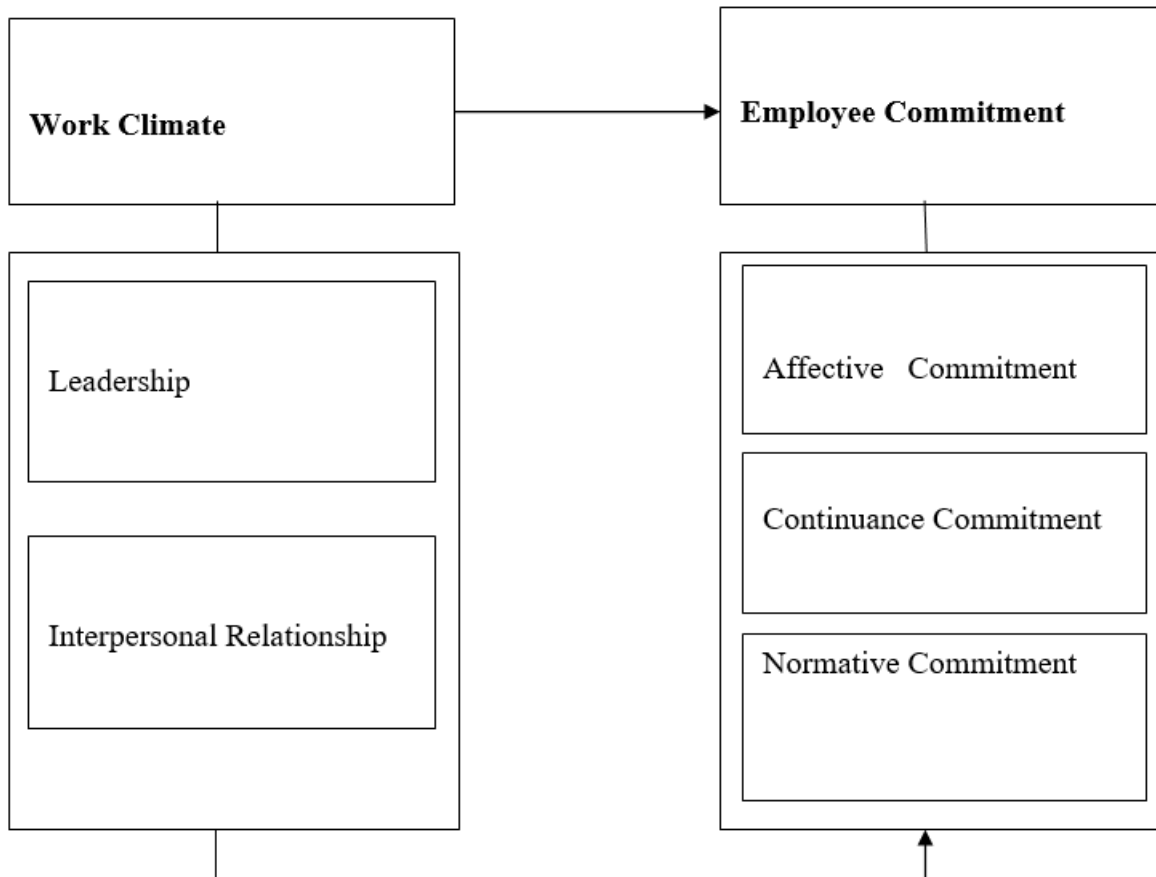 Work Climate
Employee Commitment
Leadership
Interpersonal Relationship
Affective   Commitment
Continuance Commitment
Normative Commitment